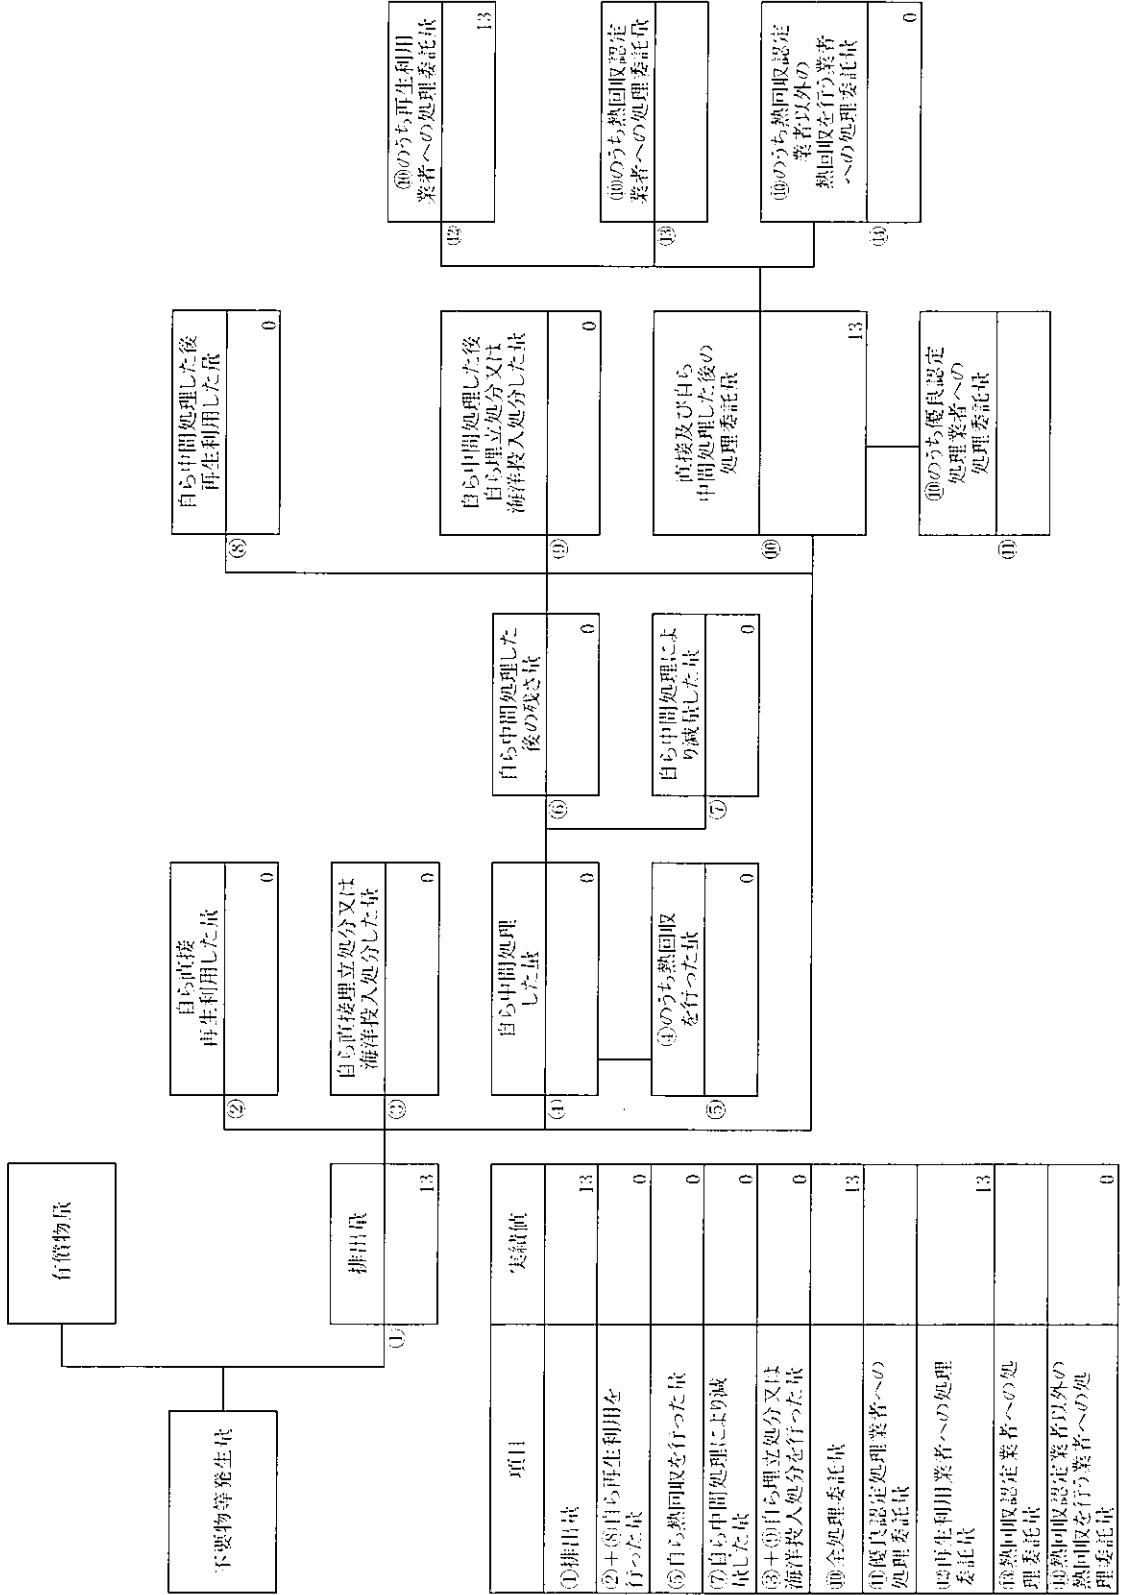 不要物等発生量
有償物量
①
排出量
13
②
自ら直接
再生利用した量
0
③
自ら直接埋立処分又は
海洋投入処分した量
0
④
自ら中間処理
した量
0
⑤
④のうち熱回収
を行った量
0
⑥
自ら中間処理した
後の残さ量
0
⑦
自ら中間処理によ
り減量した量
0
⑧
自ら中間処理した後
再生利用した量
0
⑨
自ら中間処理した後
自ら埋立処分又は
海洋投入処分した量
0
⑩
直接及び自ら
中間処理した後の
処理委託量
13
⑪
⑩のうち優良認定
処理業者への
処理委託量
⑫
⑩のうち再生利用
業者への処理委託量
13
⑬
⑩のうち熱回収認定
業者への処理委託量
⑭
⑩のうち熱回収認定
業者以外の
熱回収を行う業者
への処理委託量
0
項目
実績値
①排出量
13
②+⑧自ら再生利用を
行った量
0
⑤自ら熱回収を行った量
0
⑦自ら中間処理により減
量した量
0
③+⑨自ら埋立処分又は
海洋投入処分を行った量
0
⑩全処理委託量
13
⑪優良認定処理業者への
処理委託量
⑫再生利用業者への処理
委託量
13
⑬熱回収認定業者への処
理委託量
⑭熱回収認定業者以外の
熱回収を行う業者への処
理委託量
0